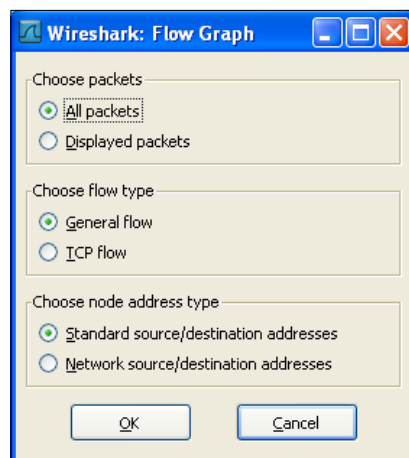 Wireshark: Flow Graph
Choose packets
All packets
Displayed packets
Choose flow type
General flow
TCP flow
Choose node address type
Standard source/destination addresses
Network source/destination addresses
OK
Cancel